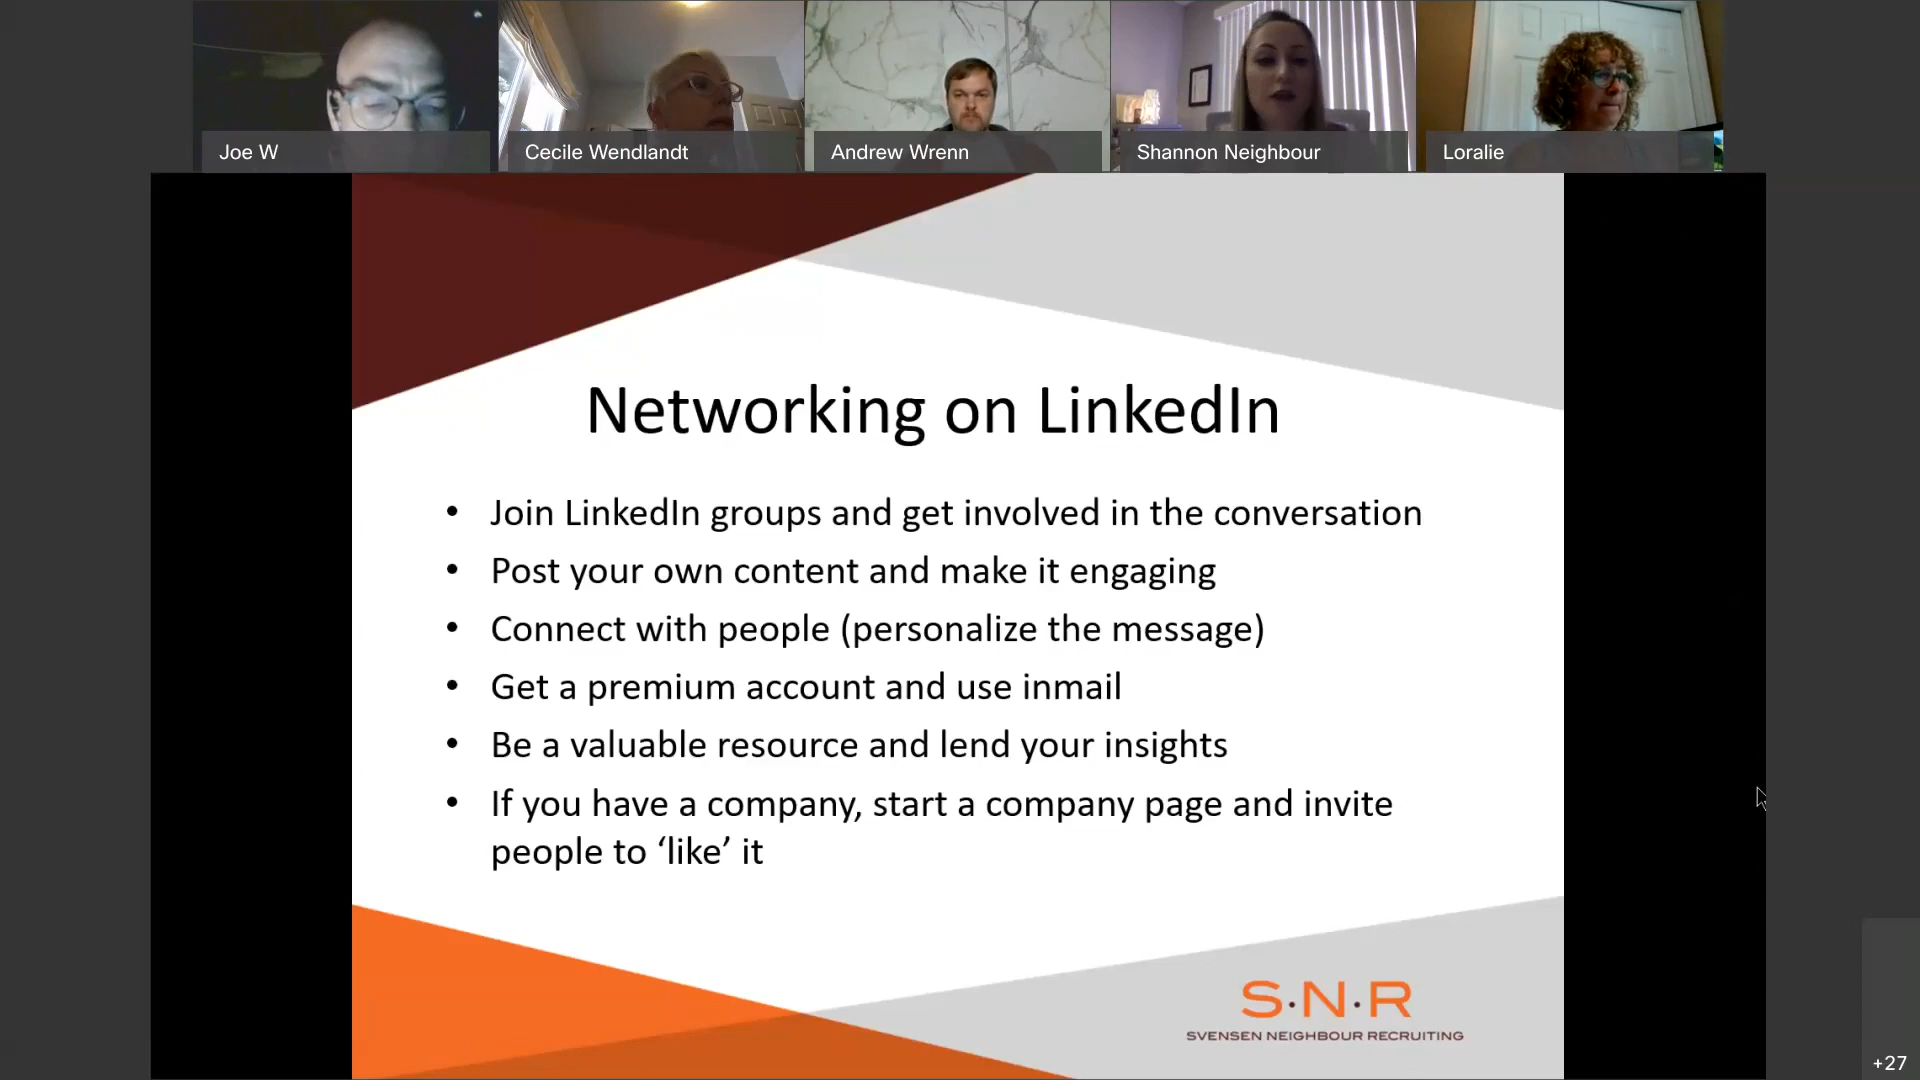 Joe W
Cecile Wendlandt
Andrew Wrenn
Shannon Neighbour
Loralie
Networking on LinkedIn
• Join LinkedIn groups and get involved in the conversation
• Post your own content and make it engaging
• Connect with people (personalize the message)
• Get a premium account and use inmail
• Be a valuable resource and lend your insights
• If you have a company, start a company page and invite
people to ‘like’ it
S·N·R
SVENSEN NEIGHBOUR RECRUITING
+27